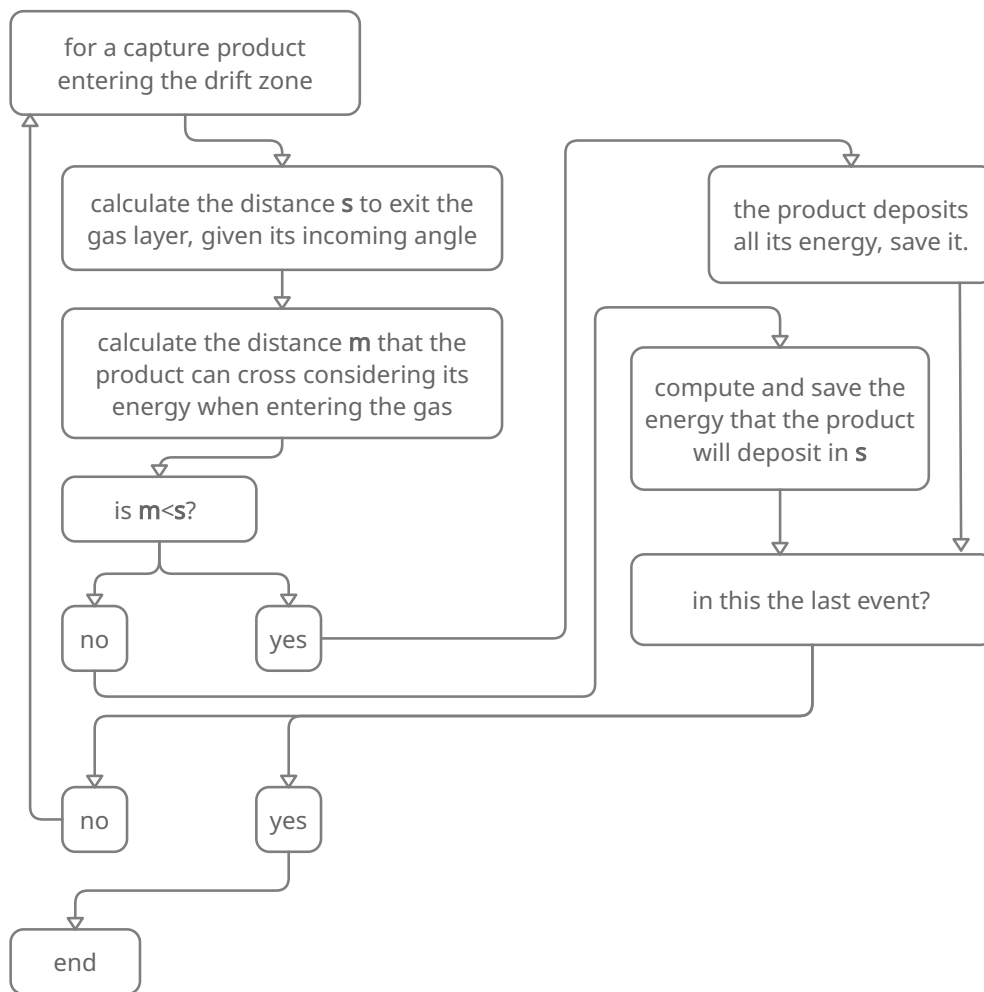 for a capture product
entering the drift zone
calculate the distance s to exit the
gas layer, given its incoming angle
calculate the distance m that the
product can cross considering its
energy when entering the gas
is m<s?
no
yes
the product deposits
all its energy, save it.
compute and save the
energy that the product
will deposit in s
in this the last event?
no
yes
end